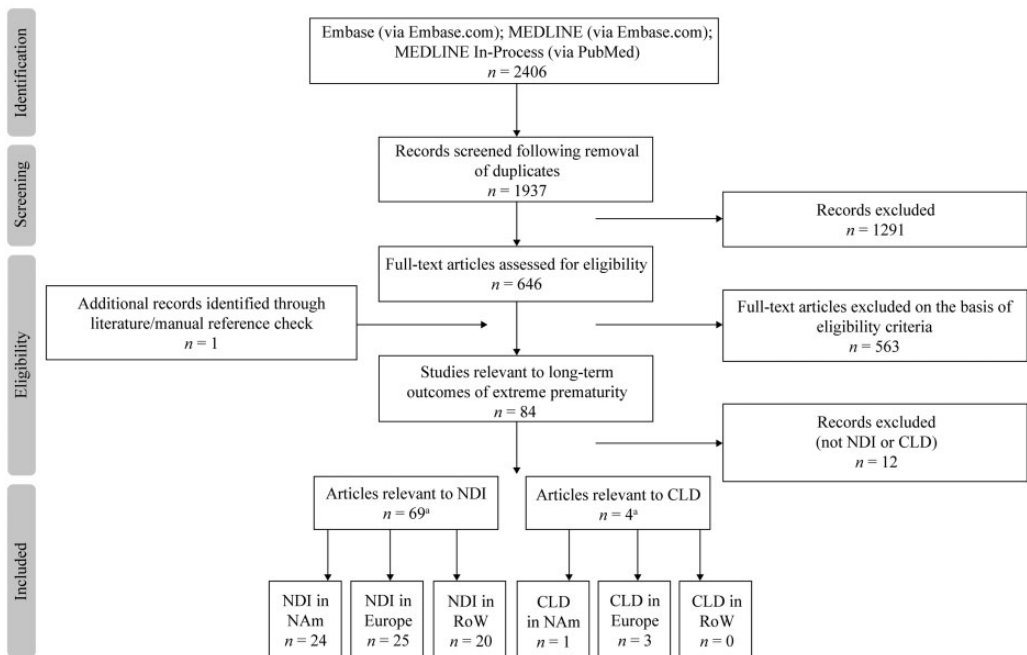 Identification
Embase (via Embase.com); MEDLINE (via Embase.com);
MEDLINE In-Process (via PubMed)
n = 2406
Screening
Records screened following removal
of duplicates
n = 1937
Records excluded
n = 1291
Eligibility
Full-text articles assessed for eligibility
n = 646
Additional records identified through
literature/manual reference check
n = 1
Full-text articles excluded on the basis of
eligibility criteria
n = 563
Studies relevant to long-term
outcomes of extreme prematurity
n = 84
Records excluded
(not NDI or CLD)
n = 12
Included
Articles relevant to NDI
n = 69ᵃ
Articles relevant to CLD
n = 4ᵃ
NDI in
NAm
n = 24
NDI in
Europe
n = 25
NDI in
RoW
n = 20
CLD
in NAm
n = 1
CLD in
Europe
n = 3
CLD in
RoW
n = 0